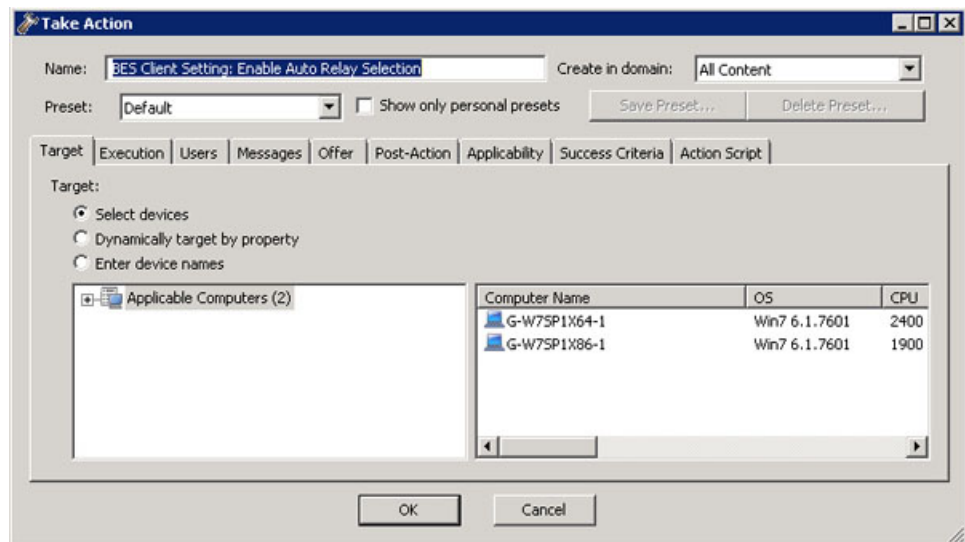 Take Action
Name: BES Client Setting: Enable Auto Relay Selection Create in domain: All Content
Preset: Default Show only personal presets Save Preset... Delete Preset...
Target Execution Users Messages Offer Post-Action Applicability Success Criteria Action Script
Target:
Select devices
Dynamically target by property
Enter device names
Applicable Computers (2)
Computer Name OS CPU
G-W7SP1X64-1 Win7 6.1.7601 2400
G-W7SP1X86-1 Win7 6.1.7601 1900
OK Cancel